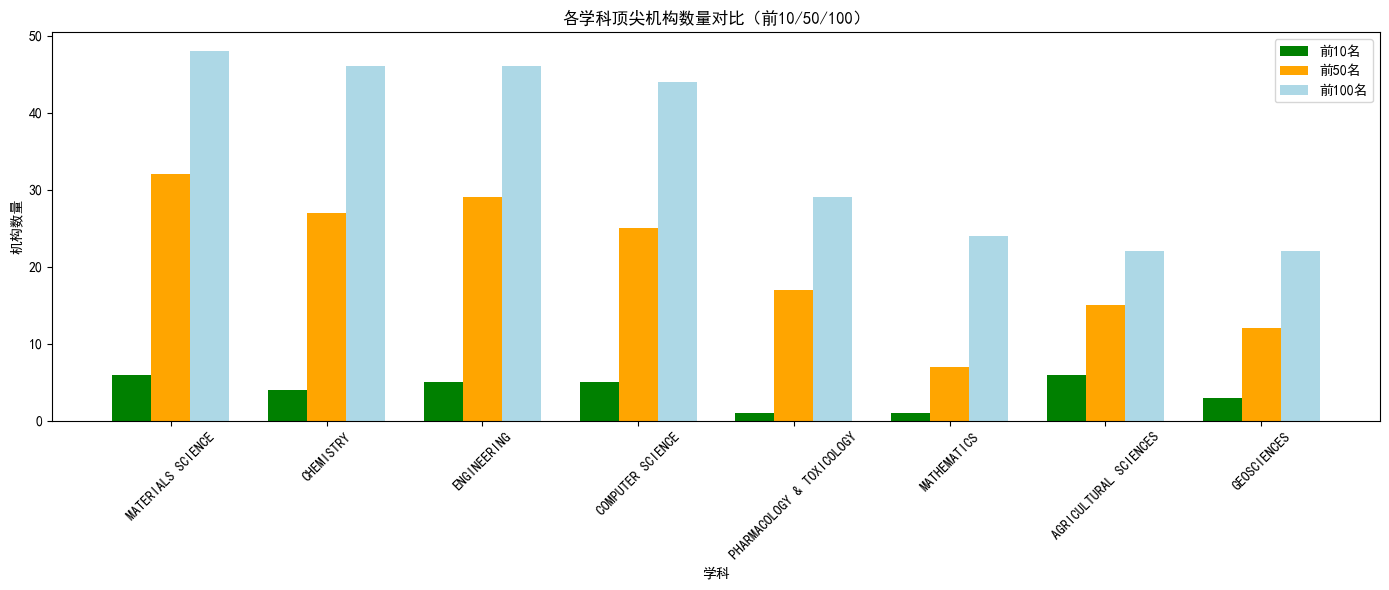 各学科顶尖机构数量对比（前10/50/100）
机构数量
50
40
30
20
10
0
前10名
前50名
前100名
MATERIALS SCIENCE
CHEMISTRY
ENGINEERING
COMPUTER SCIENCE
PHARMACOLOGY & TOXICOLOGY
MATHEMATICS
AGRICULTURAL SCIENCES
GEOSCIENCES
学科